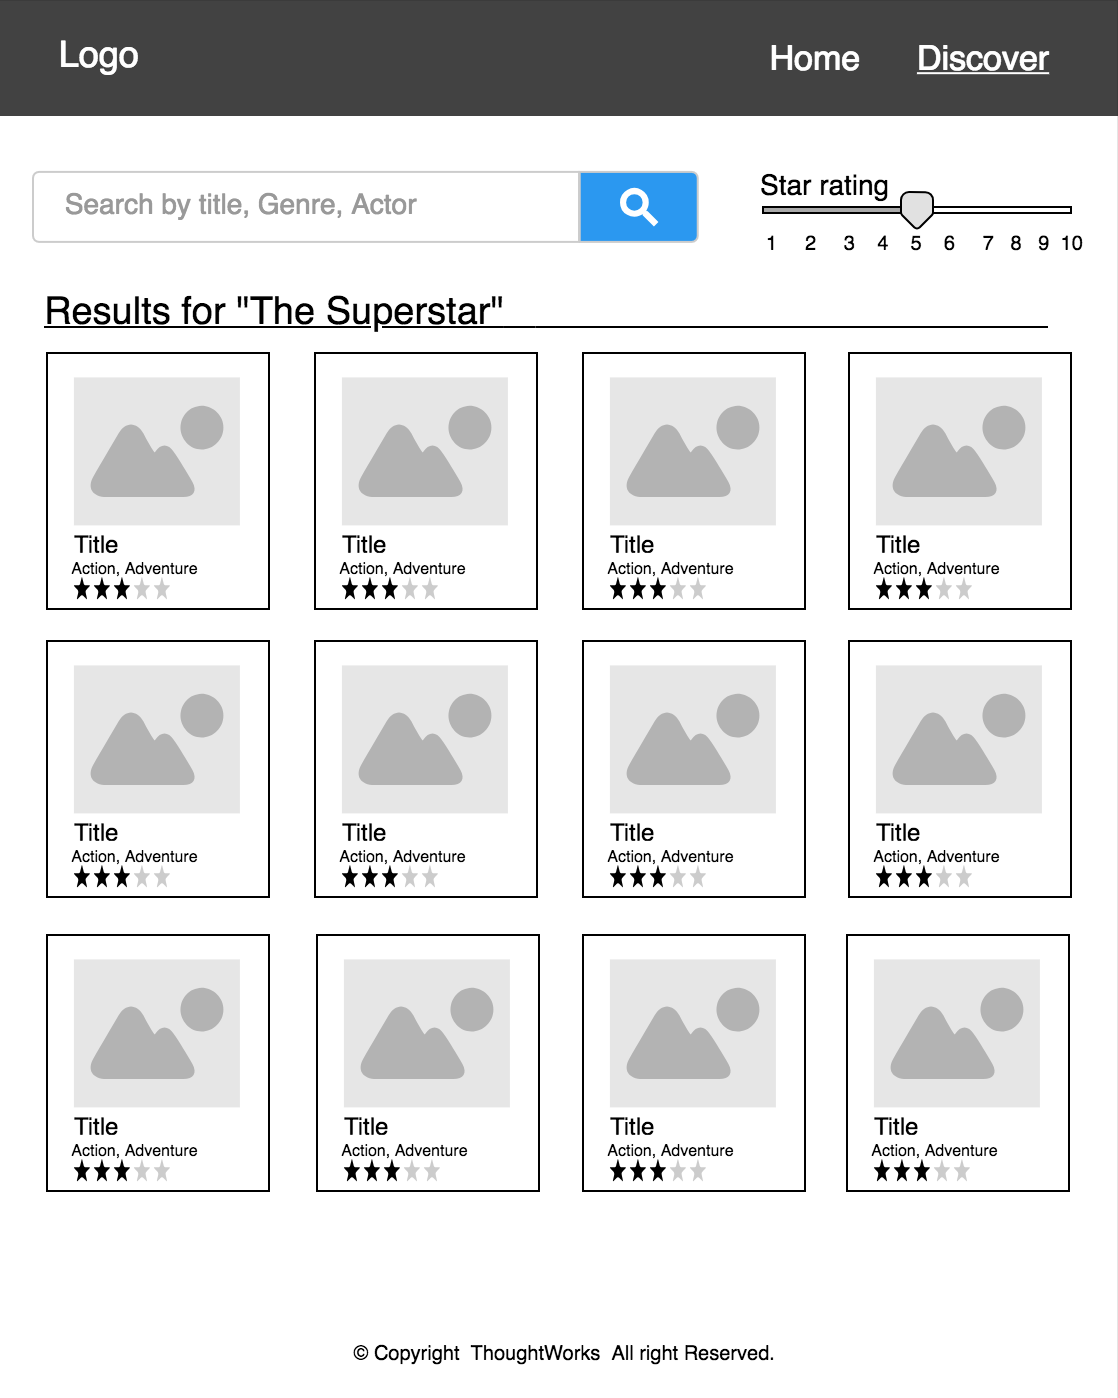 Logo
Home Discover
Search by title, Genre, Actor
Star rating
1 2 3 4 5 6 7 8 9 10
Results for "The Superstar"
Title
Action, Adventure
Title
Action, Adventure
Title
Action, Adventure
Title
Action, Adventure
Title
Action, Adventure
Title
Action, Adventure
Title
Action, Adventure
Title
Action, Adventure
Title
Action, Adventure
Title
Action, Adventure
Title
Action, Adventure
Title
Action, Adventure
© Copyright ThoughtWorks All right Reserved.